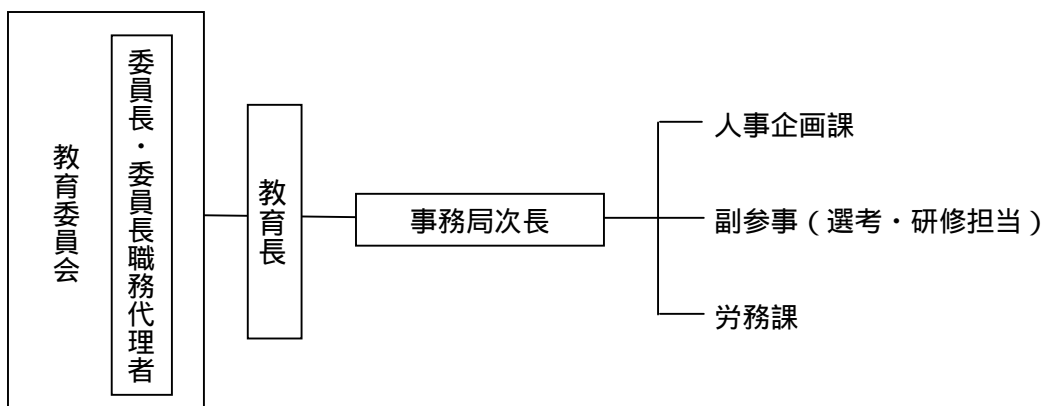 教育委員会
委員長・委員長職務代理者
教育長
事務局次長
人事企画課
副参事（選考・研修担当）
労務課